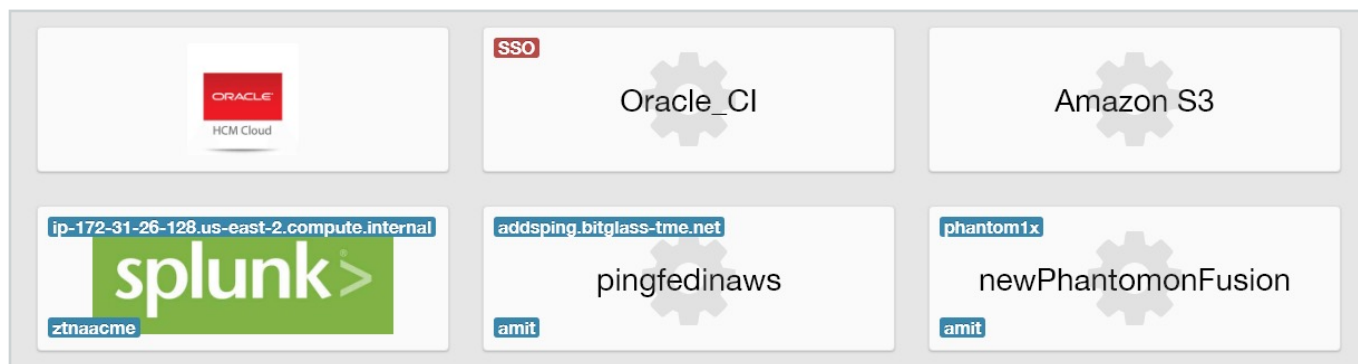 ORACLE
HCM Cloud
SSO
Oracle_CI
Amazon S3
ip-172-31-26-128.us-east-2.compute.internal
splunk>
ztnaacme
addsping.bitglass-tme.net
pingfedinaws
amit
phantom1x
newPhantomonFusion
amit